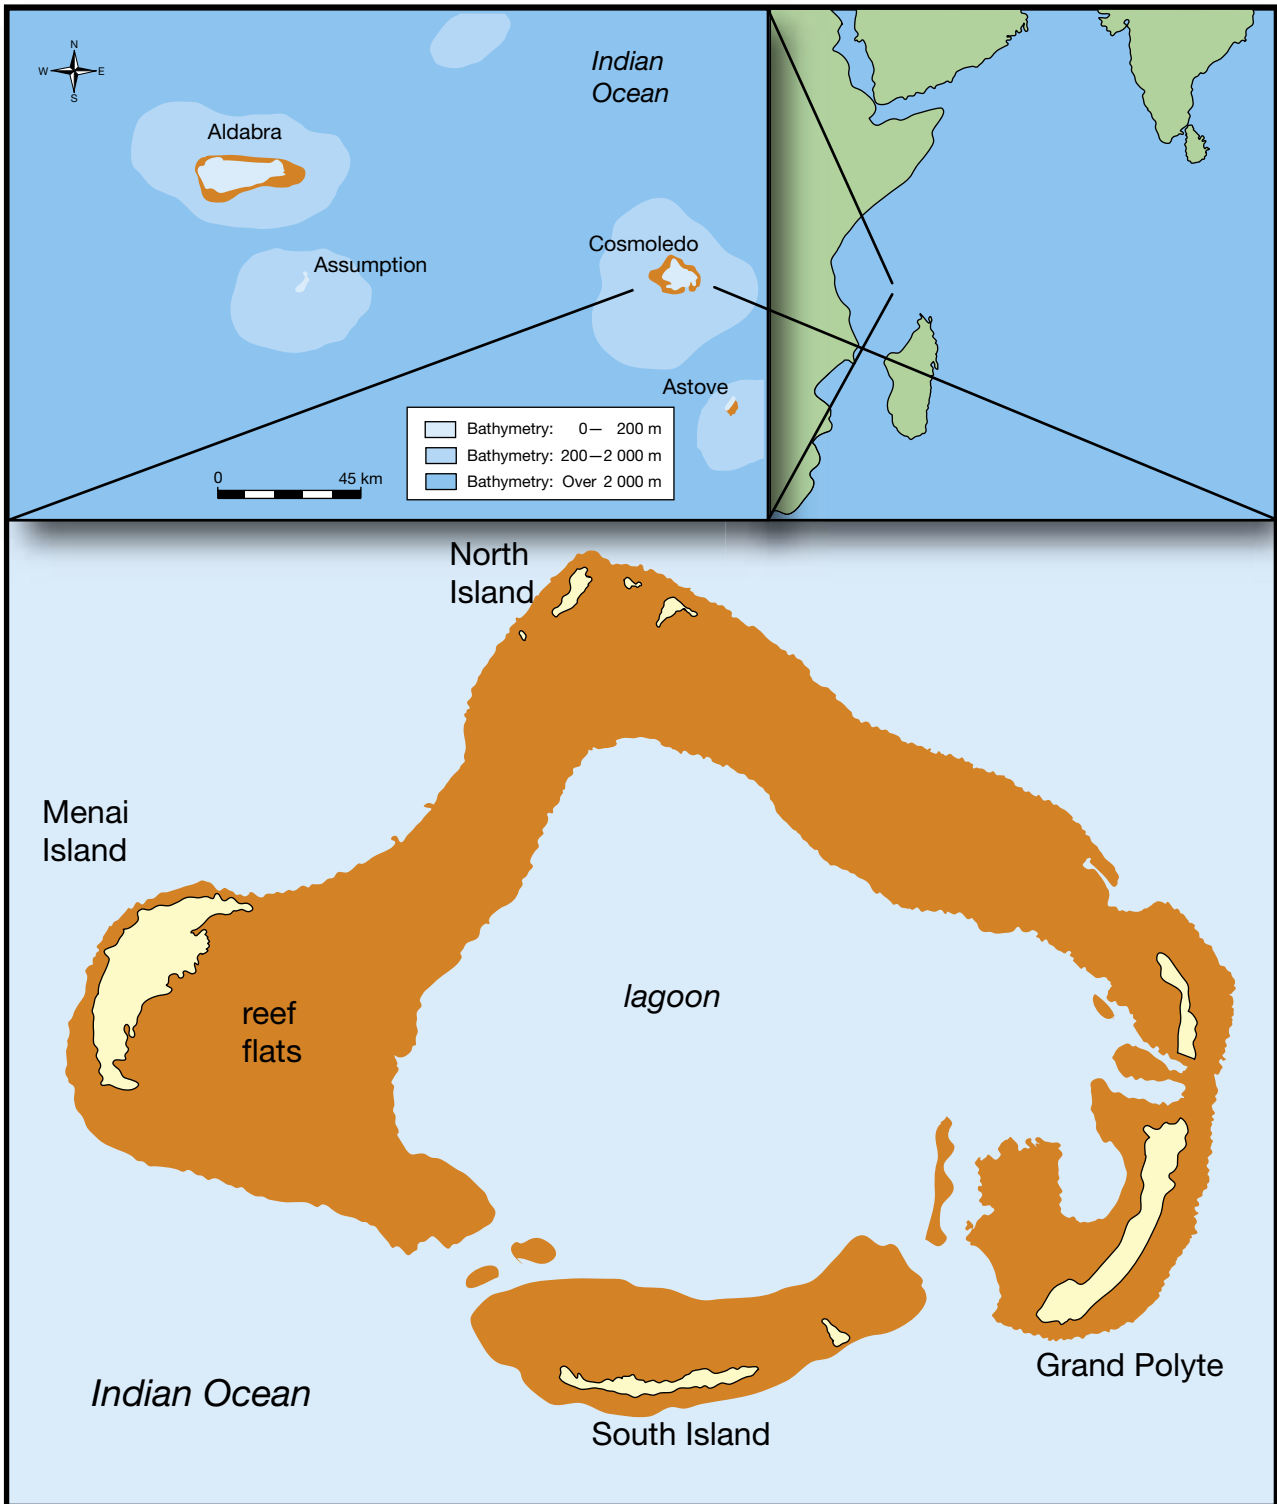 N
W E
S
Indian
Ocean
Aldabra
Assumption
Cosmoledo
Astove
Bathymetry: 0— 200 m
Bathymetry: 200—2 000 m
Bathymetry: Over 2 000 m
0 45 km
North
Island
Menai
Island
reef
flats
lagoon
Grand Polyte
Indian Ocean
South Island